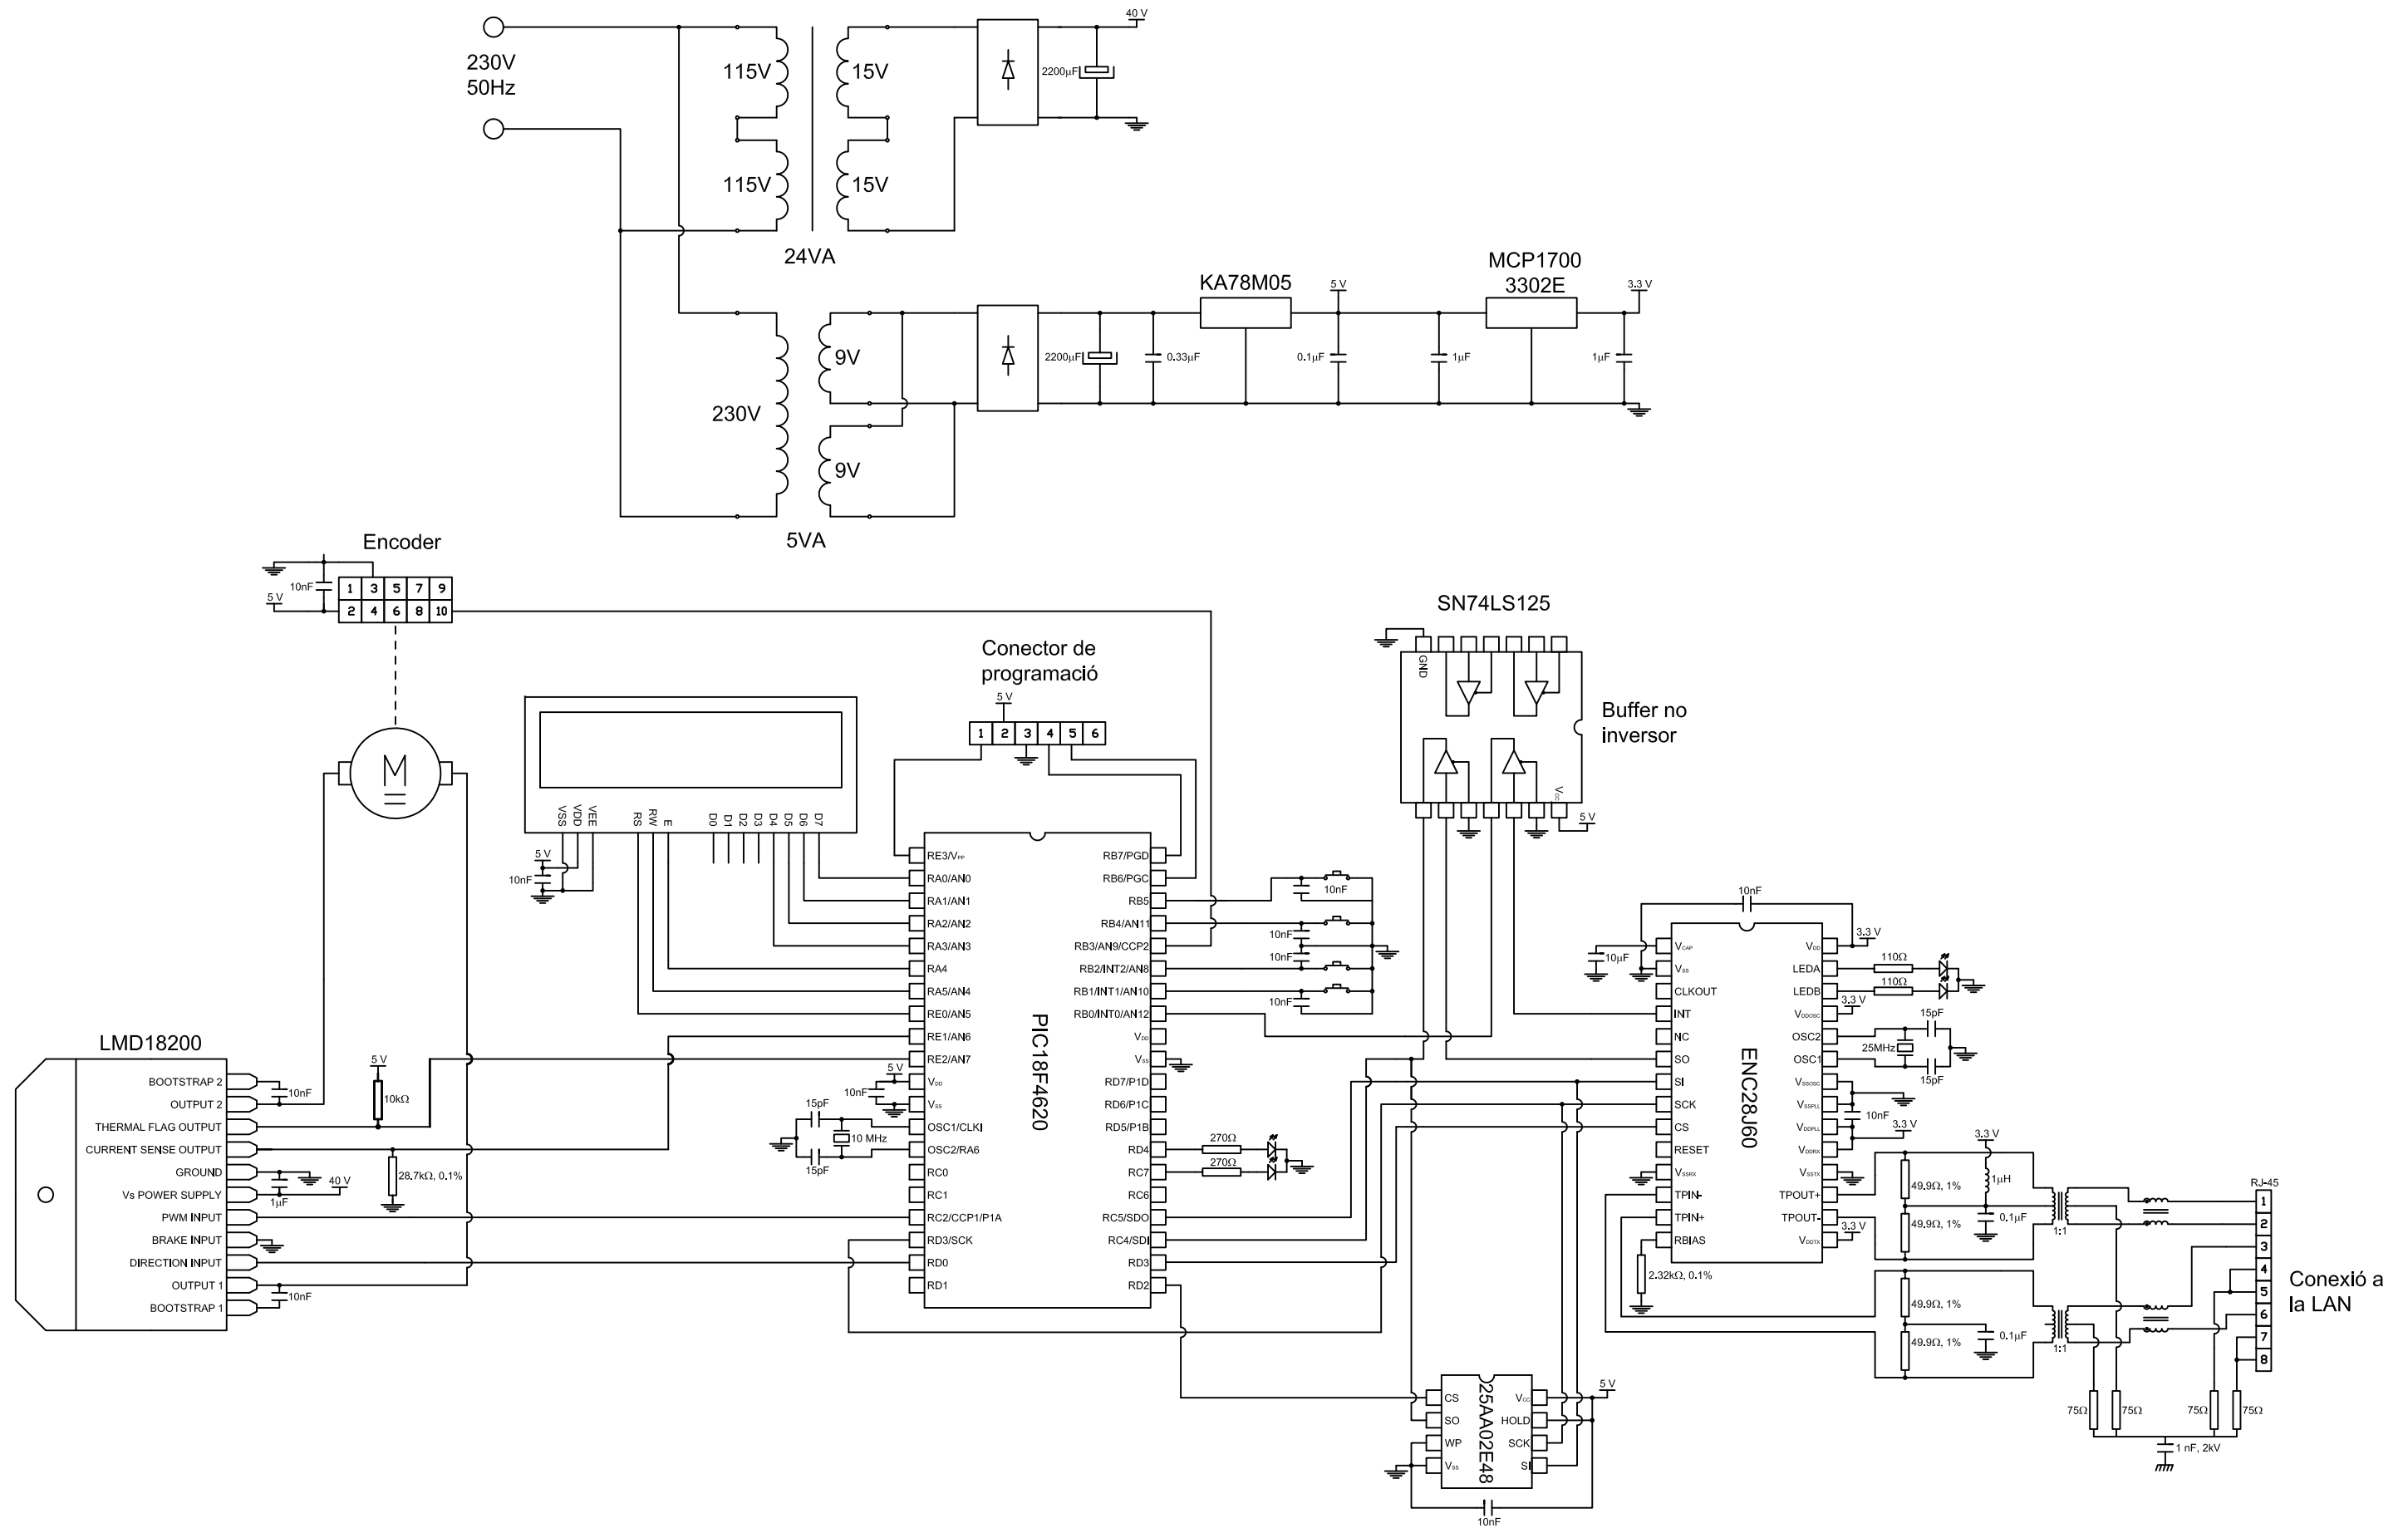 230V
50Hz
115V
115V
15V
15V
24VA
2200µF
40 V
230V
9V
9V
5VA
2200µF
0.33µF
KA78M05
0.1µF
5 V
1µF
MCP1700
3302E
1µF
3.3 V
Encoder
10nF
5 V
1 3 5 7 9
2 4 6 8 10
M
Conector de
programació
5 V
1 2 3 4 5 6
VSS
VDD
VEE
RS
RW
E
D0
D1
D2
D3
D4
D5
D6
D7
5 V
10nF
SN74LS125
GND
Vcc
5 V
Buffer no
inversor
LMD18200
BOOTSTRAP 2
OUTPUT 2
THERMAL FLAG OUTPUT
CURRENT SENSE OUTPUT
GROUND
Vs POWER SUPPLY
PWM INPUT
BRAKE INPUT
DIRECTION INPUT
OUTPUT 1
BOOTSTRAP 1
10nF
5 V
10kΩ
28.7kΩ, 0.1%
1µF
40 V
10nF
PIC18F4620
RE3/VPP
RA0/AN0
RA1/AN1
RA2/AN2
RA3/AN3
RA4
RA5/AN4
RE0/AN5
RE1/AN6
RE2/AN7
VDD
Vss
OSC1/CLKI
OSC2/RA6
RC0
RC1
RC2/CCP1/P1A
RD3/SCK
RD0
RD1
5 V
10nF
15pF
10 MHz
15pF
RB7/PGD
RB6/PGC
RB5
RB4/AN11
RB3/AN9/CCP2
RB2/INT2/AN8
RB1/INT1/AN10
RB0/INT0/AN12
VDD
Vss
RD7/P1D
RD6/P1C
RD5/P1B
RD4
RC7
RC6
RC5/SDO
RC4/SDI
RD3
RD2
10nF
10nF
10nF
10nF
270Ω
270Ω
ENC28J60
10nF
10µF
VCAP
Vss
CLKOUT
INT
NC
SO
SI
SCK
CS
RESET
VSSRX
TPIN-
TPIN+
RBIAS
2.32kΩ, 0.1%
VDD
LEDA
LEDB
VDDOSC
OSC2
OSC1
VSSOSC
VSSPLL
VDDPLL
VDDRX
VSSTX
TPOUT+
TPOUT-
VDDTX
3.3 V
110Ω
110Ω
3.3 V
15pF
25MHz
15pF
10nF
3.3 V
3.3 V
3.3 V
1µH
49.9Ω, 1%
49.9Ω, 1%
0.1µF
1:1
49.9Ω, 1%
49.9Ω, 1%
0.1µF
1:1
RJ-45
1
2
3
4
5
6
7
8
Conexió a
la LAN
75Ω
75Ω
75Ω
75Ω
1 nF, 2kV
25AA02E48
CS
SO
WP
Vss
Vcc
HOLD
SCK
SI
5 V
10nF